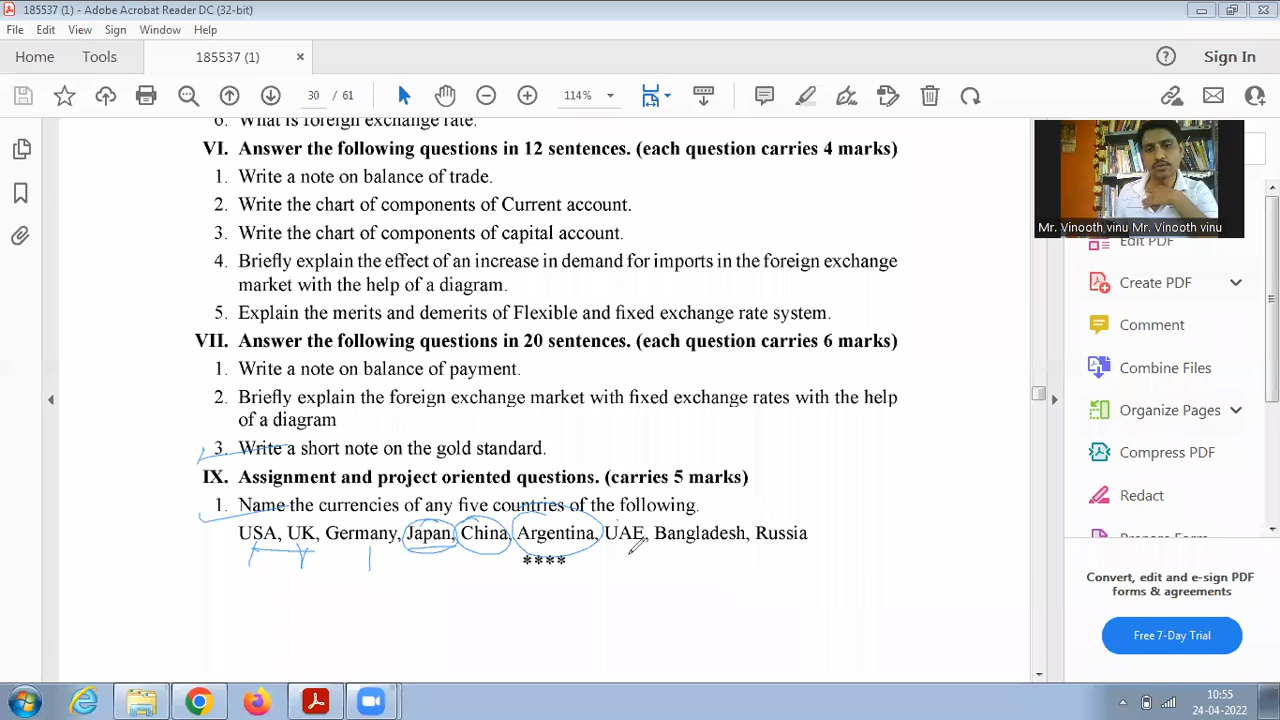 185537 (1) - Adobe Acrobat Reader DC (32-bit)
File Edit View Sign Window Help
Home Tools 185537 (1) × Sign In
30 / 61 114%
6. What is foreign exchange rate.
VI. Answer the following questions in 12 sentences. (each question carries 4 marks)
1. Write a note on balance of trade.
2. Write the chart of components of Current account.
3. Write the chart of components of capital account.
4. Briefly explain the effect of an increase in demand for imports in the foreign exchange
market with the help of a diagram.
5. Explain the merits and demerits of Flexible and fixed exchange rate system.
VII. Answer the following questions in 20 sentences. (each question carries 6 marks)
1. Write a note on balance of payment.
2. Briefly explain the foreign exchange market with fixed exchange rates with the help
of a diagram
3. Write a short note on the gold standard.
IX. Assignment and project oriented questions. (carries 5 marks)
1. Name the currencies of any five countries of the following.
USA, UK, Germany, Japan, China, Argentina, UAE, Bangladesh, Russia
****
Mr. Vinooth vinu Mr. Vinooth vinu
Edit PDF
Create PDF
Comment
Combine Files
Organize Pages
Compress PDF
Redact
Prepare Form
Convert, edit and e-sign PDF
forms & agreements
Free 7-Day Trial
10:55
24-04-2022